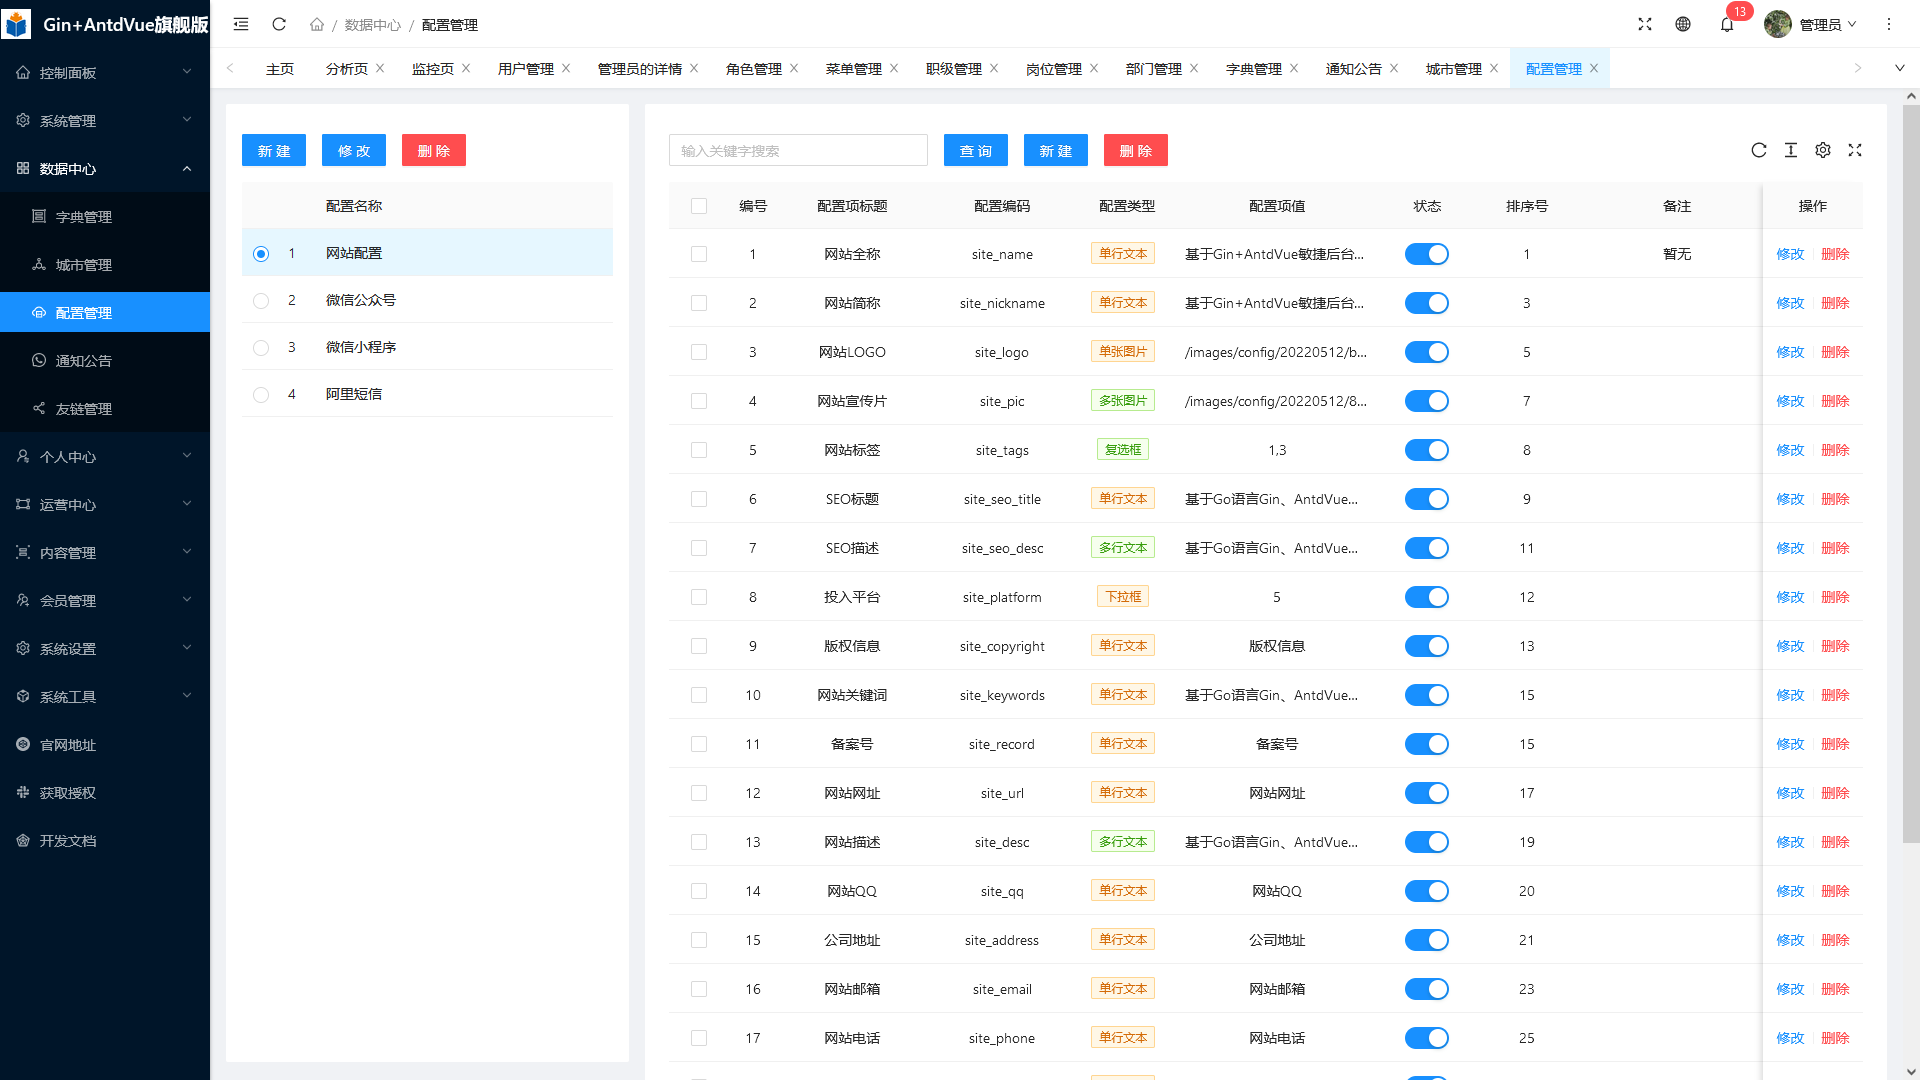 Gin+AntdVue旗舰版
数据中心 / 配置管理
13
管理员
控制面板
系统管理
数据中心
字典管理
城市管理
配置管理
通知公告
友链管理
个人中心
运营中心
内容管理
会员管理
系统设置
系统工具
官网地址
获取授权
开发文档
主页 分析页 监控页 用户管理 管理员的详情 角色管理 菜单管理 职级管理 岗位管理 部门管理 字典管理 通知公告 城市管理 配置管理
新 建 修 改 删 除
配置名称
1 网站配置
2 微信公众号
3 微信小程序
4 阿里短信
输入关键字搜索 查 询 新 建 删 除
编号 配置项标题 配置编码 配置类型 配置项值 状态 排序号 备注 操作
1 网站全称 site_name 单行文本 基于Gin+AntdVue敏捷后台... 1 暂无 修改 删除
2 网站简称 site_nickname 单行文本 基于Gin+AntdVue敏捷后台... 3 修改 删除
3 网站LOGO site_logo 单张图片 /images/config/20220512/b... 5 修改 删除
4 网站宣传片 site_pic 多张图片 /images/config/20220512/8... 7 修改 删除
5 网站标签 site_tags 复选框 1,3 8 修改 删除
6 SEO标题 site_seo_title 单行文本 基于Go语言Gin、AntdVue... 9 修改 删除
7 SEO描述 site_seo_desc 多行文本 基于Go语言Gin、AntdVue... 11 修改 删除
8 投入平台 site_platform 下拉框 5 12 修改 删除
9 版权信息 site_copyright 单行文本 版权信息 13 修改 删除
10 网站关键词 site_keywords 单行文本 基于Go语言Gin、AntdVue... 15 修改 删除
11 备案号 site_record 单行文本 备案号 15 修改 删除
12 网站网址 site_url 单行文本 网站网址 17 修改 删除
13 网站描述 site_desc 多行文本 基于Go语言Gin、AntdVue... 19 修改 删除
14 网站QQ site_qq 单行文本 网站QQ 20 修改 删除
15 公司地址 site_address 单行文本 公司地址 21 修改 删除
16 网站邮箱 site_email 单行文本 网站邮箱 23 修改 删除
17 网站电话 site_phone 单行文本 网站电话 25 修改 删除